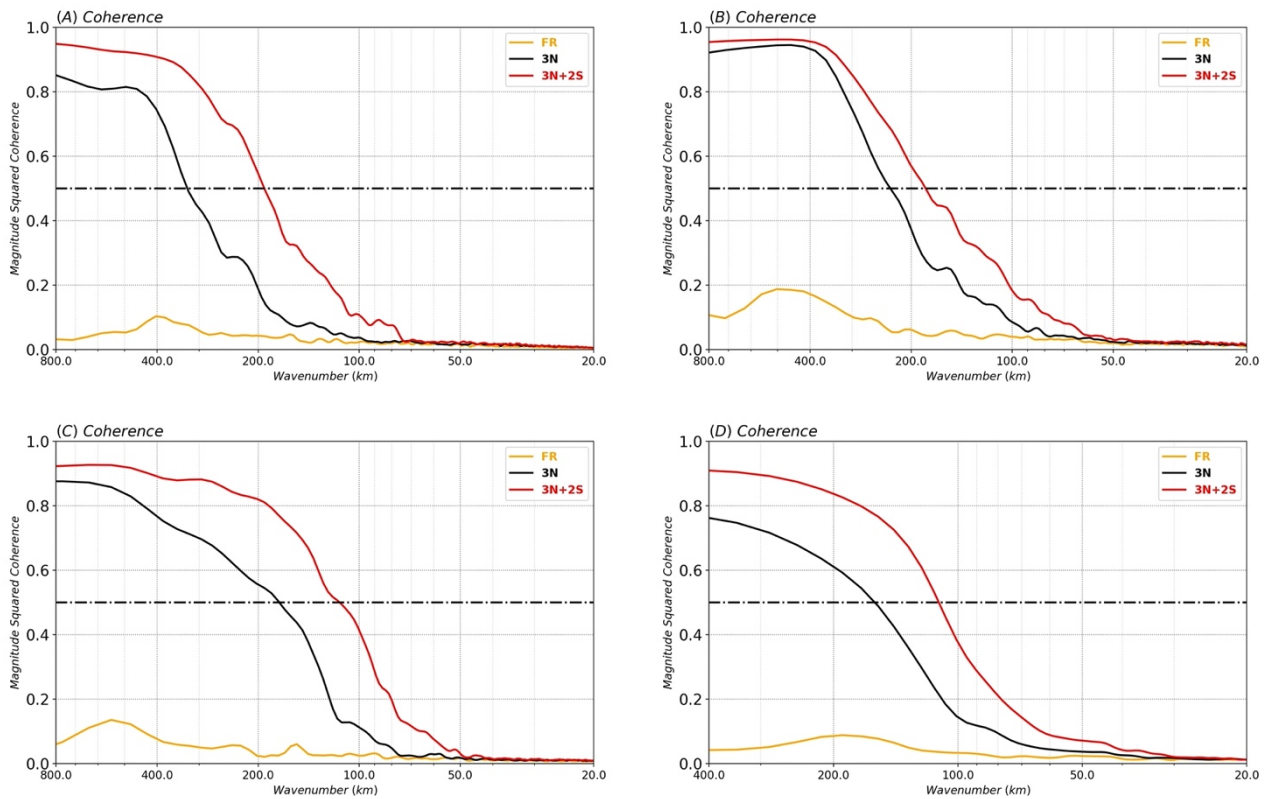 (A) Coherence
1.0
0.8
0.6
0.4
0.2
0.0
Magnitude Squared Coherence
FR
3N
3N+2S
800.0 400.0 200.0 100.0 50.0 20.0
Wavenumber (km)
(B) Coherence
1.0
0.8
0.6
0.4
0.2
0.0
Magnitude Squared Coherence
FR
3N
3N+2S
800.0 400.0 200.0 100.0 50.0 20.0
Wavenumber (km)
(C) Coherence
1.0
0.8
0.6
0.4
0.2
0.0
Magnitude Squared Coherence
FR
3N
3N+2S
800.0 400.0 200.0 100.0 50.0 20.0
Wavenumber (km)
(D) Coherence
1.0
0.8
0.6
0.4
0.2
0.0
Magnitude Squared Coherence
FR
3N
3N+2S
400.0 200.0 100.0 50.0 20.0
Wavenumber (km)